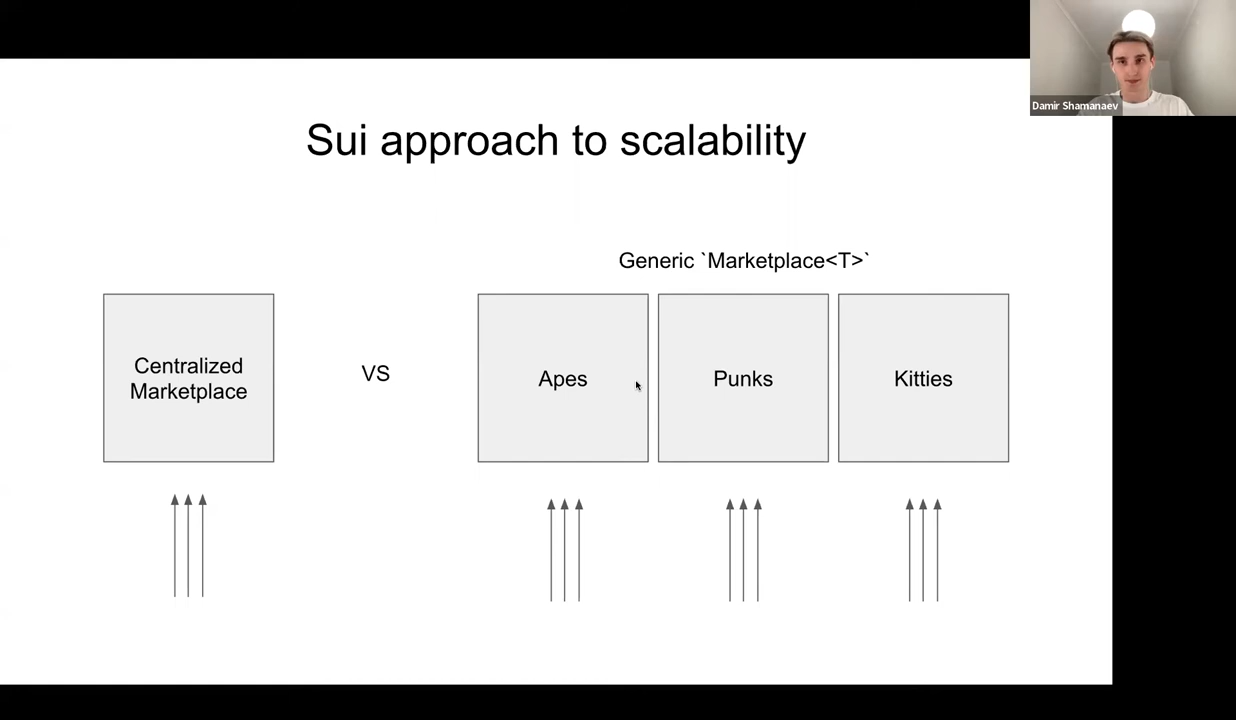 Damir Shamanaev
Sui approach to scalability
Generic `Marketplace<T>`
Centralized
Marketplace
VS
Apes
Punks
Kitties